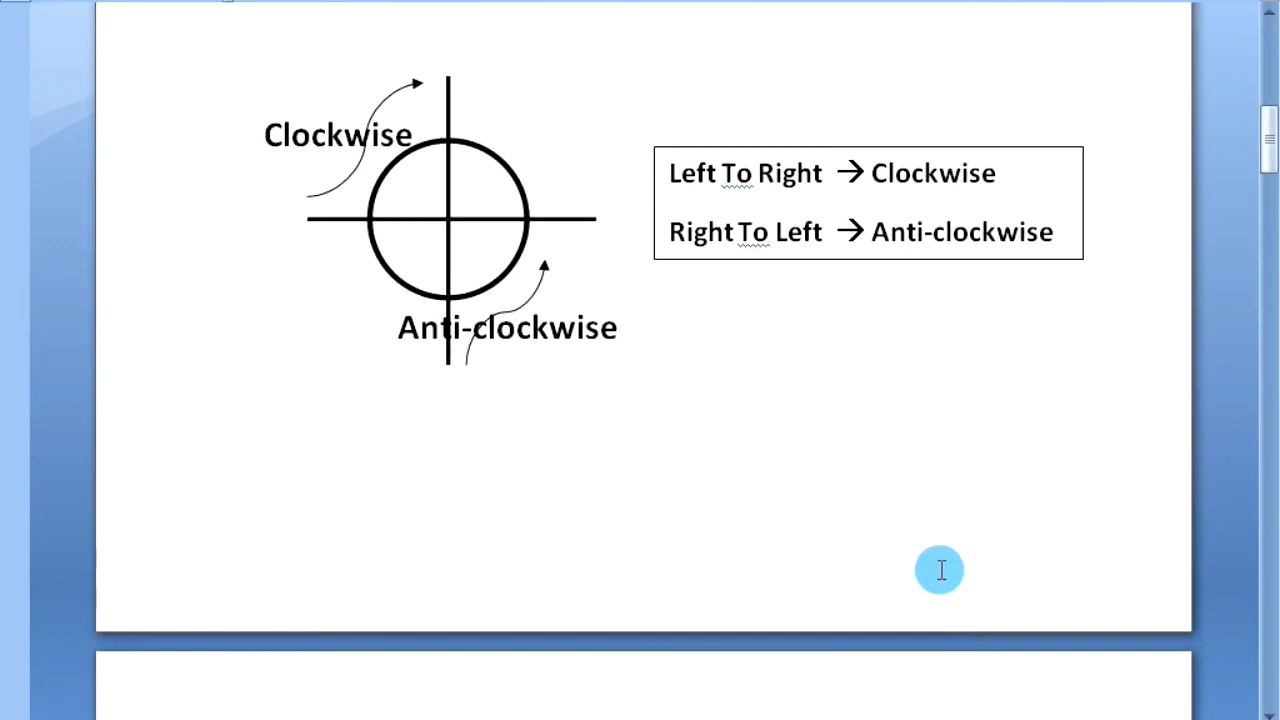 Clockwise
Left To Right → Clockwise
Right To Left → Anti-clockwise
Anti-clockwise